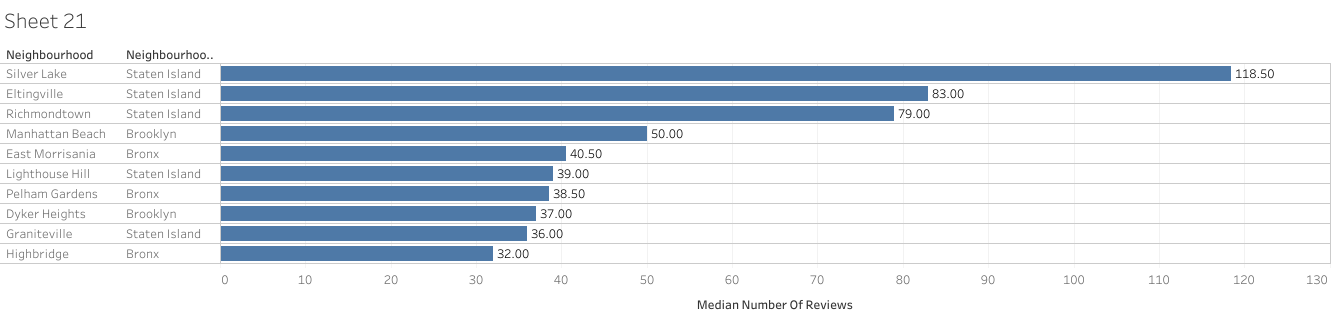 Sheet 21
Neighbourhood Neighbourhoo..
Silver Lake Staten Island 118.50
Eltingville Staten Island 83.00
Richmondtown Staten Island 79.00
Manhattan Beach Brooklyn 50.00
East Morrisania Bronx 40.50
Lighthouse Hill Staten Island 39.00
Pelham Gardens Bronx 38.50
Dyker Heights Brooklyn 37.00
Graniteville Staten Island 36.00
Highbridge Bronx 32.00
0 10 20 30 40 50 60 70 80 90 100 110 120 130
Median Number Of Reviews